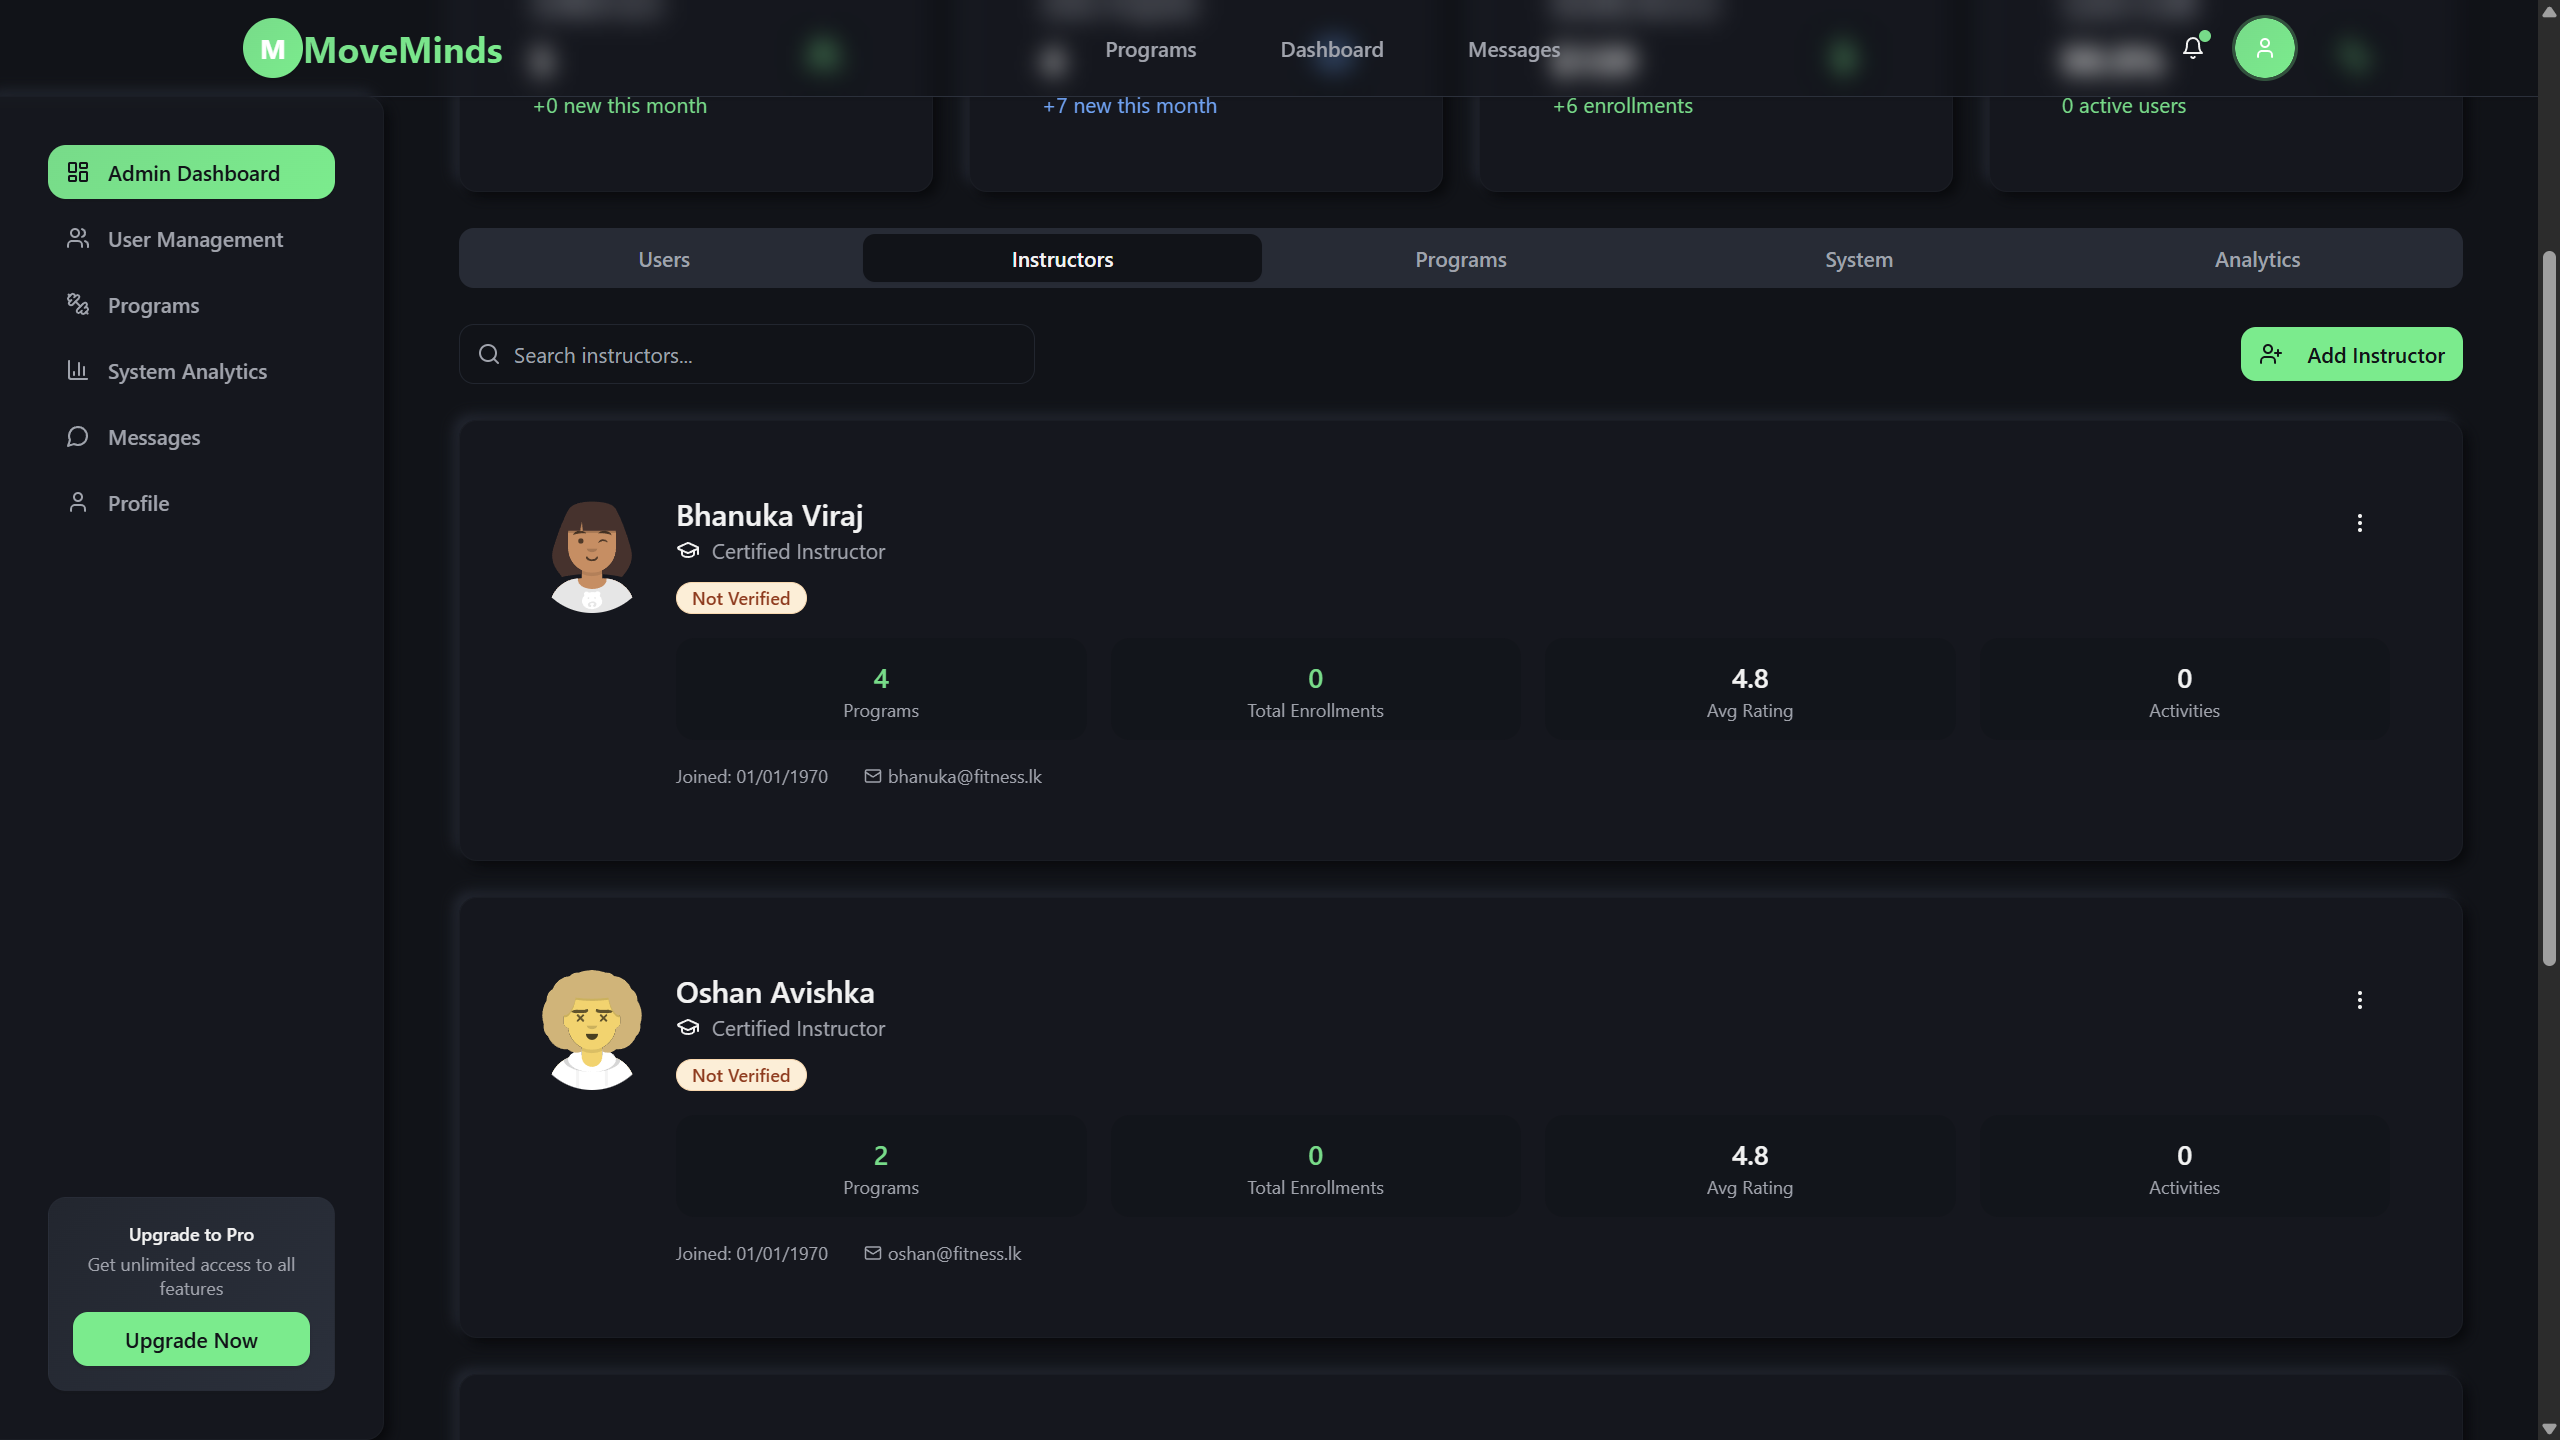 M MoveMinds
Programs
Dashboard
Messages
+0 new this month
+7 new this month
+6 enrollments
0 active users
Admin Dashboard
User Management
Programs
System Analytics
Messages
Profile
Upgrade to Pro
Get unlimited access to all
features
Upgrade Now
Users
Instructors
Programs
System
Analytics
Search instructors...
Add Instructor
Bhanuka Viraj
Certified Instructor
Not Verified
4
Programs
0
Total Enrollments
4.8
Avg Rating
0
Activities
Joined: 01/01/1970
bhanuka@fitness.lk
Oshan Avishka
Certified Instructor
Not Verified
2
Programs
0
Total Enrollments
4.8
Avg Rating
0
Activities
Joined: 01/01/1970
oshan@fitness.lk